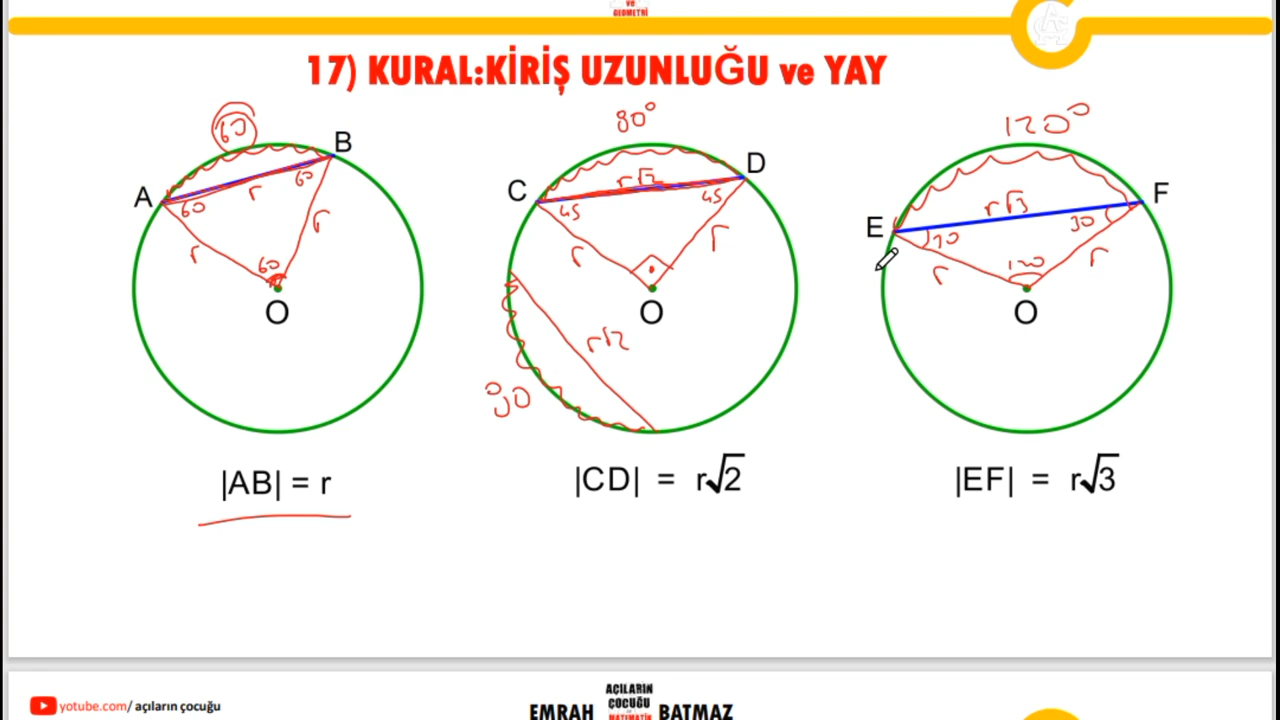 ve
GEOMETRİ
17) KURAL:KİRİŞ UZUNLUĞU ve YAY
60
B
A
60
r
60
r
r
60
O
80°
D
C
r√2
45
45
r
r
O
r√2
120°
F
E
r√3
30
30
r
120
r
O
|AB| = r
|CD| = r√2
|EF| = r√3
yotube.com/ açıların çocuğu
EMRAH
AÇILARIN
ÇOCUĞU
MATEMATİK
BATMAZ